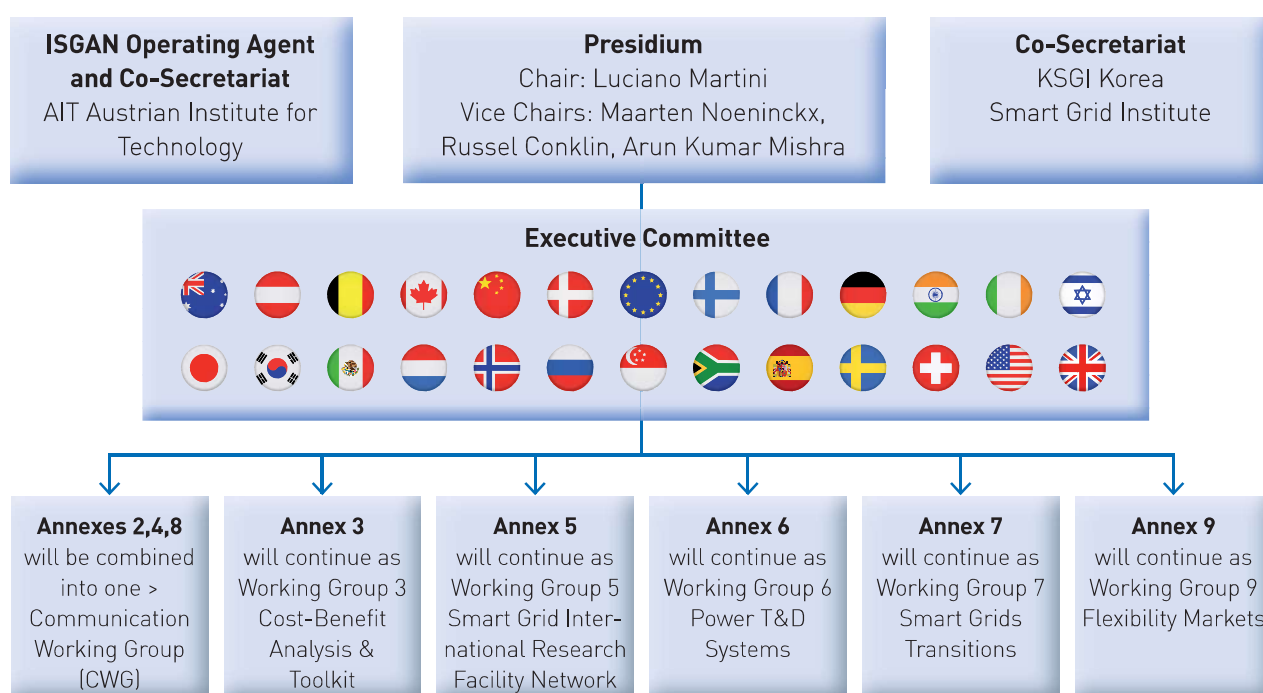 ISGAN Operating Agent
and Co-Secretariat
AIT Austrian Institute for
Technology
Presidium
Chair: Luciano Martini
Vice Chairs: Maarten Noeninckx,
Russel Conklin, Arun Kumar Mishra
Co-Secretariat
KSGI Korea
Smart Grid Institute
Executive Committee
Annexes 2,4,8
will be combined
into one >
Communication
Working Group
(CWG)
Annex 3
will continue as
Working Group 3
Cost-Benefit
Analysis &
Toolkit
Annex 5
will continue as
Working Group 5
Smart Grid Inter-
national Research
Facility Network
Annex 6
will continue as
Working Group 6
Power T&D
Systems
Annex 7
will continue as
Working Group 7
Smart Grids
Transitions
Annex 9
will continue as
Working Group 9
Flexibility Markets